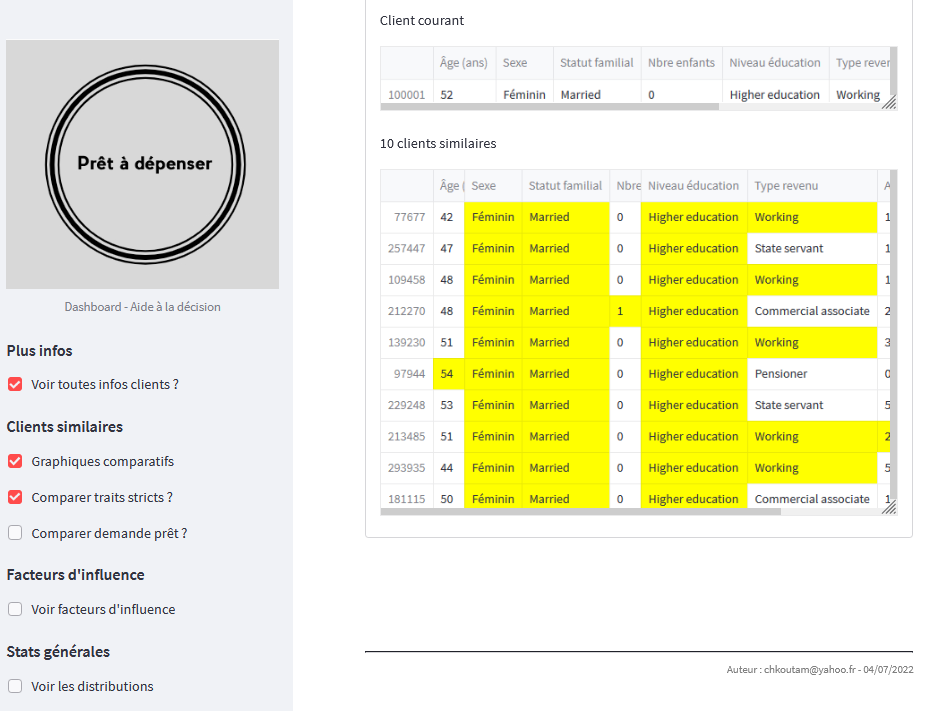 Prêt à dépenser
Dashboard - Aide à la décision
Plus infos
Voir toutes infos clients ?
Clients similaires
Graphiques comparatifs
Comparer traits stricts ?
Comparer demande prêt ?
Facteurs d'influence
Voir facteurs d'influence
Stats générales
Voir les distributions
Client courant
Âge (ans) Sexe Statut familial Nbre enfants Niveau éducation Type rever
100001 52 Féminin Married 0 Higher education Working
10 clients similaires
Âge ( Sexe Statut familial Nbre Niveau éducation Type revenu A
77677 42 Féminin Married 0 Higher education Working 1
257447 47 Féminin Married 0 Higher education State servant 1
109458 48 Féminin Married 0 Higher education Working 1
212270 48 Féminin Married 1 Higher education Commercial associate 2
139230 51 Féminin Married 0 Higher education Working 3
97944 54 Féminin Married 0 Higher education Pensioner 0
229248 53 Féminin Married 0 Higher education State servant 5
213485 51 Féminin Married 0 Higher education Working 2
293935 44 Féminin Married 0 Higher education Working 5
181115 50 Féminin Married 0 Higher education Commercial associate 1
Auteur : chkoutam@yahoo.fr - 04/07/2022